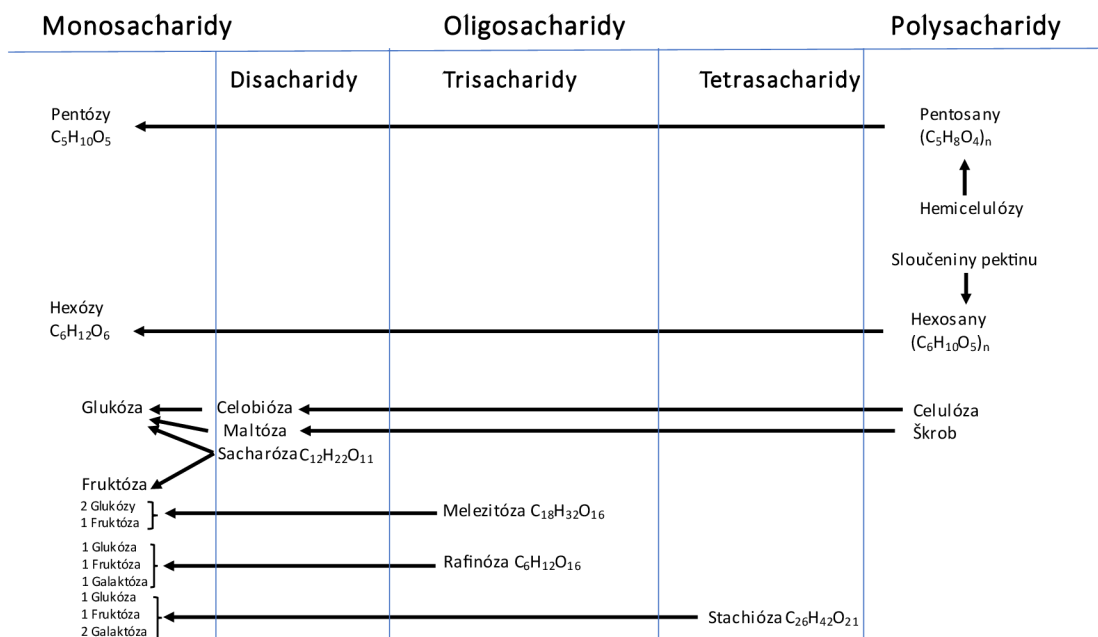 Monosacharidy Oligosacharidy Polysacharidy
Disacharidy Trisacharidy Tetrasacharidy
Pentózy Pentosany
C₅H₁₀O₅ (C₅H₈O₄)ₙ
Hemicelulózy
Sloučeniny pektinu
Hexózy Hexosany
C₆H₁₂O₆ (C₆H₁₀O₅)ₙ
Glukóza Celobióza Celulóza
Maltóza Škrob
Sacharóza C₁₂H₂₂O₁₁
Fruktóza
2 Glukózy
1 Fruktóza
Melezitóza C₁₈H₃₂O₁₆
1 Glukóza
1 Fruktóza
1 Galaktóza
Rafinóza C₆H₁₂O₁₆
1 Glukóza
1 Fruktóza
2 Galaktóza
Stachióza C₂₆H₄₂O₂₁